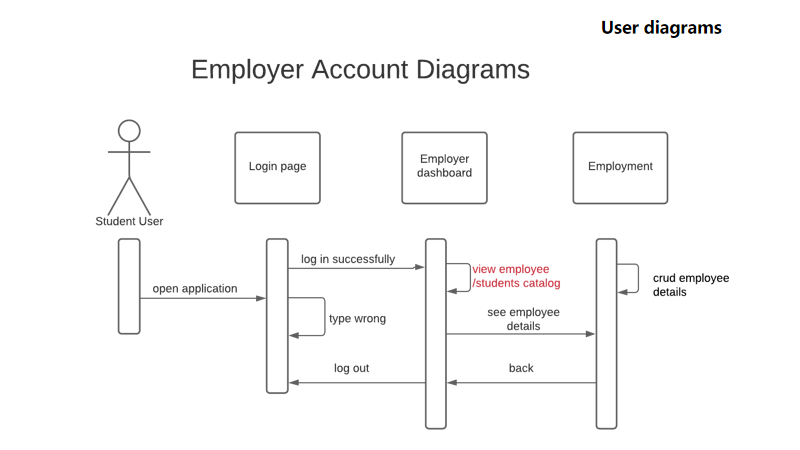 User diagrams
Employer Account Diagrams
Login page
Employer
dashboard
Employment
Student User
log in successfully
view employee
/students catalog
crud employee
details
open application
type wrong
see employee
details
log out
back